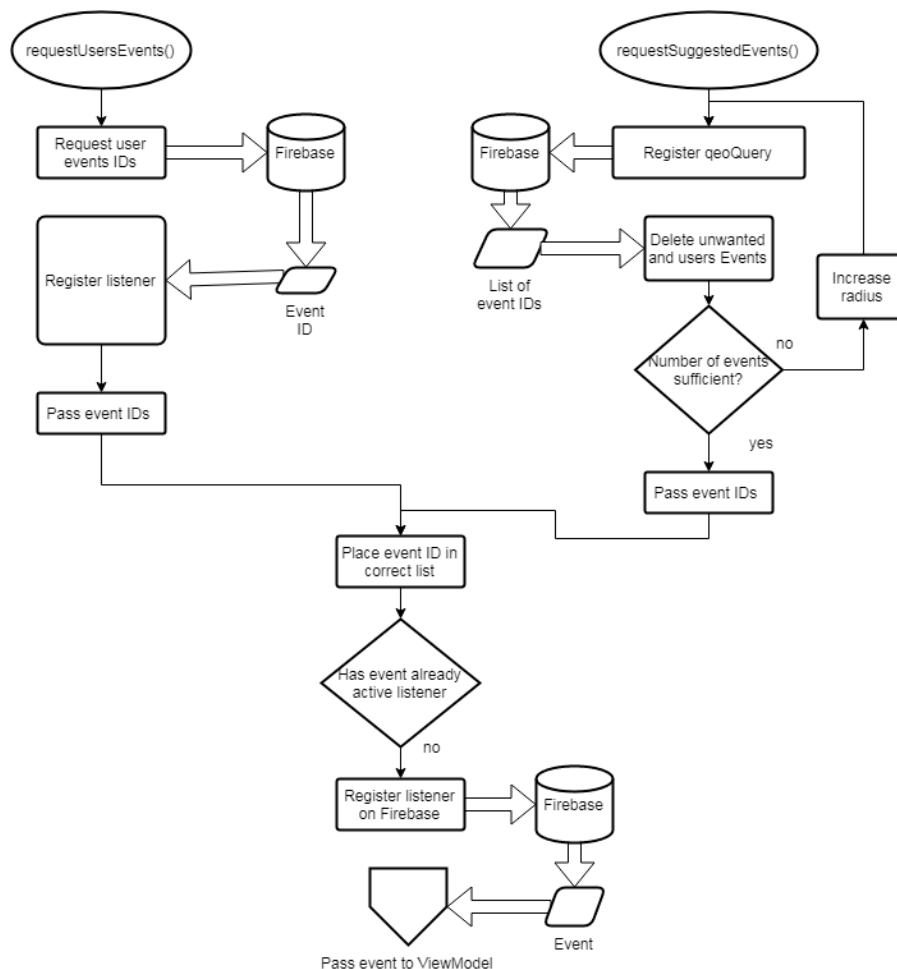 requestUsersEvents()
requestSuggestedEvents()
Request user
events IDs
Firebase
Firebase
Register qeoQuery
Register listener
Event
ID
List of
event IDs
Delete unwanted
and users Events
Increase
radius
Number of events
sufficient?
no
yes
Pass event IDs
Pass event IDs
Place event ID in
correct list
Has event already
active listener
no
Register listener
on Firebase
Firebase
Event
Pass event to ViewModel